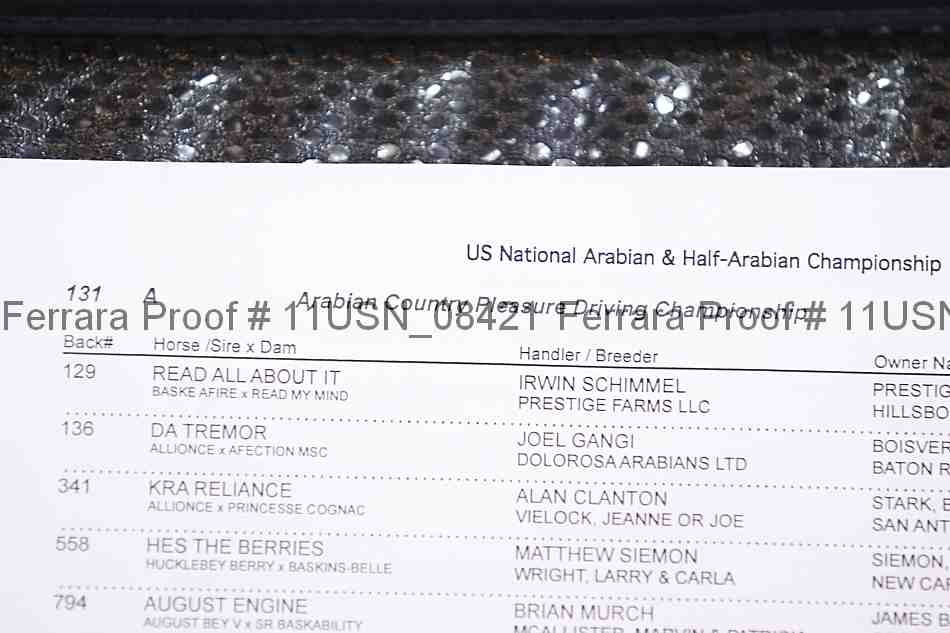 US National Arabian & Half-Arabian Championship
131 A Arabian Country Pleasure Driving Championship
Ferrara Proof # 11USN_08421 Ferrara Proof # 11USN
Back# Horse /Sire x Dam Handler / Breeder Owner Na
129 READ ALL ABOUT IT IRWIN SCHIMMEL PRESTIG
BASKE AFIRE x READ MY MIND PRESTIGE FARMS LLC HILLSBO
136 DA TREMOR JOEL GANGI BOISVER
ALLIONCE x AFECTION MSC DOLOROSA ARABIANS LTD BATON R
341 KRA RELIANCE ALAN CLANTON STARK, E
ALLIONCE x PRINCESSE COGNAC VIELOCK, JEANNE OR JOE SAN ANT
558 HES THE BERRIES MATTHEW SIEMON SIEMON,
HUCKLEBEY BERRY x BASKINS-BELLE WRIGHT, LARRY & CARLA NEW CAR
794 AUGUST ENGINE BRIAN MURCH JAMES B
AUGUST BEY V x SR BASKABILITY MCALLISTER, MARVIN & PATRICIA